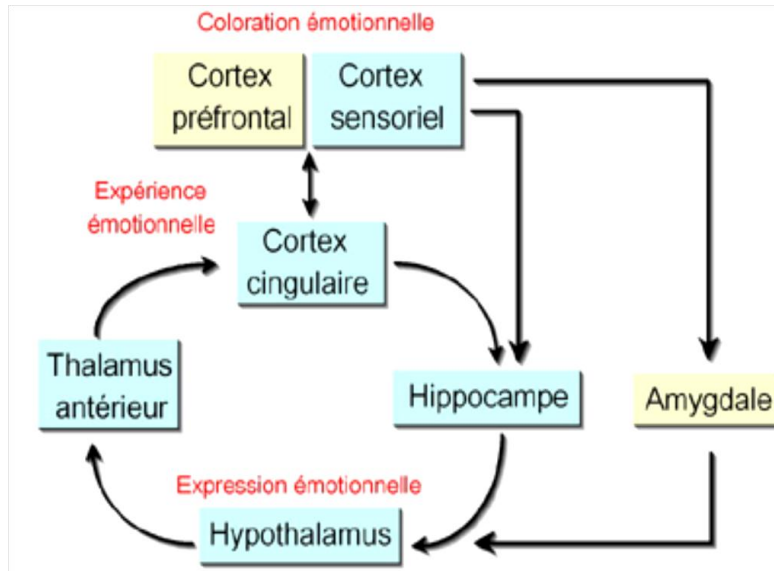 Coloration émotionnelle
Cortex
préfrontal
Cortex
sensoriel
Expérience
émotionnelle
Cortex
cingulaire
Thalamus
antérieur
Hippocampe
Amygdale
Expression émotionnelle
Hypothalamus